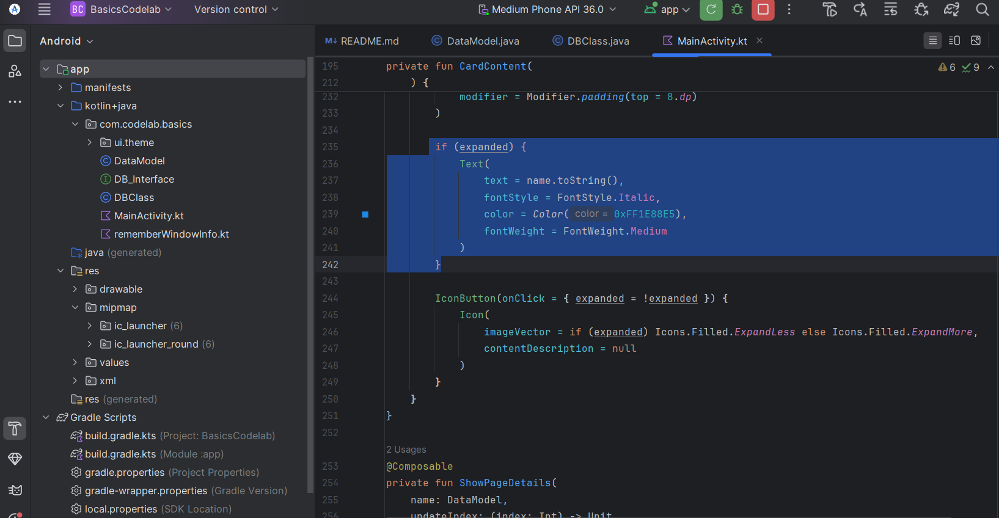 BC BasicsCodelab Version control Medium Phone API 36.0 app
Android
README.md DataModel.java DBClass.java MainActivity.kt
app
manifests
kotlin+java
com.codelab.basics
ui.theme
DataModel
DB_Interface
DBClass
MainActivity.kt
rememberWindowInfo.kt
java (generated)
res
drawable
mipmap
ic_launcher (6)
ic_launcher_round (6)
values
xml
res (generated)
Gradle Scripts
build.gradle.kts (Project: BasicsCodelab)
build.gradle.kts (Module :app)
gradle.properties (Project Properties)
gradle-wrapper.properties (Gradle Version)
local.properties (SDK Location)
6 9
195 private fun CardContent(
212 ) {
232 modifier = Modifier.padding(top = 8.dp)
233 )
234
235 if (expanded) {
236 Text(
237 text = name.toString(),
238 fontStyle = FontStyle.Italic,
239 color = Color( color = 0xFF1E88E5),
240 fontWeight = FontWeight.Medium
241 )
242 }
243
244 IconButton(onClick = { expanded = !expanded }) {
245 Icon(
246 imageVector = if (expanded) Icons.Filled.ExpandLess else Icons.Filled.ExpandMore,
247 contentDescription = null
248 )
249 }
250 }
251 }
252
2 Usages
253 @Composable
254 private fun ShowPageDetails(
255 name: DataModel,
256 updateIndex: (index: Int) -> Unit